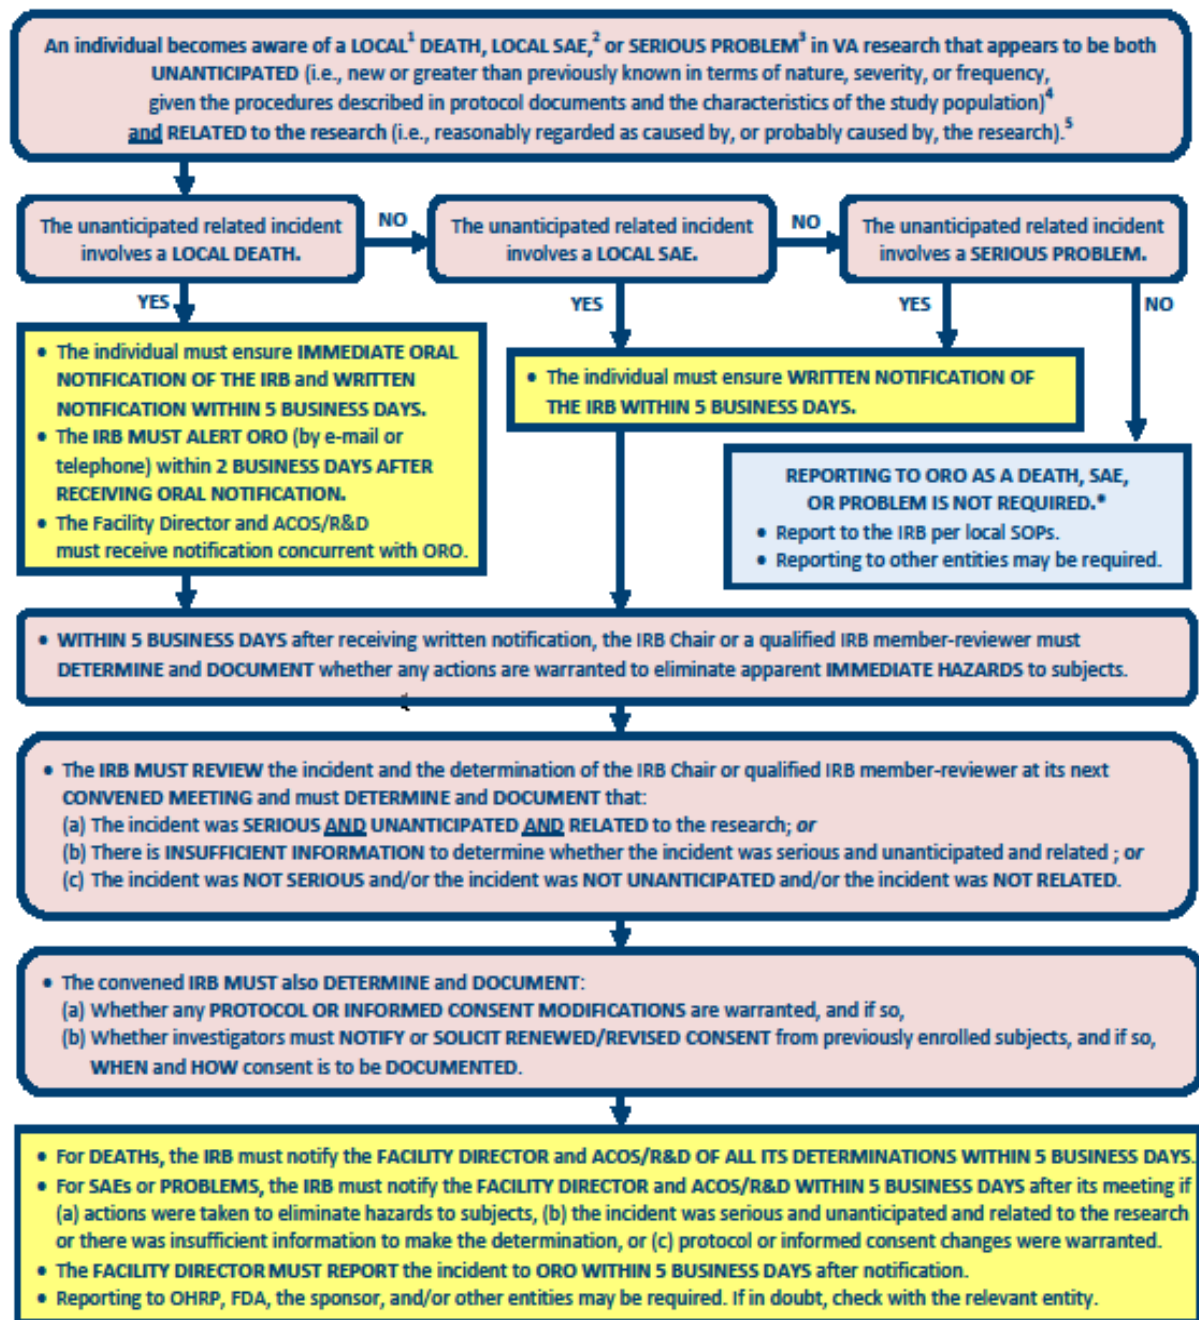 An individual becomes aware of a LOCAL¹ DEATH, LOCAL SAE,² or SERIOUS PROBLEM³ in VA research that appears to be both
UNANTICIPATED (i.e., new or greater than previously known in terms of nature, severity, or frequency,
given the procedures described in protocol documents and the characteristics of the study population)⁴
and RELATED to the research (i.e., reasonably regarded as caused by, or probably caused by, the research).⁵
The unanticipated related incident
involves a LOCAL DEATH.
NO
The unanticipated related incident
involves a LOCAL SAE.
NO
The unanticipated related incident
involves a SERIOUS PROBLEM.
YES
YES
YES
NO
• The individual must ensure IMMEDIATE ORAL
NOTIFICATION OF THE IRB and WRITTEN
NOTIFICATION WITHIN 5 BUSINESS DAYS.
• The IRB MUST ALERT ORO (by e-mail or
telephone) within 2 BUSINESS DAYS AFTER
RECEIVING ORAL NOTIFICATION.
• The Facility Director and ACOS/R&D
must receive notification concurrent with ORO.
• The individual must ensure WRITTEN NOTIFICATION OF
THE IRB WITHIN 5 BUSINESS DAYS.
REPORTING TO ORO AS A DEATH, SAE,
OR PROBLEM IS NOT REQUIRED.*
• Report to the IRB per local SOPs.
• Reporting to other entities may be required.
• WITHIN 5 BUSINESS DAYS after receiving written notification, the IRB Chair or a qualified IRB member-reviewer must
DETERMINE and DOCUMENT whether any actions are warranted to eliminate apparent IMMEDIATE HAZARDS to subjects.
• The IRB MUST REVIEW the incident and the determination of the IRB Chair or qualified IRB member-reviewer at its next
CONVENED MEETING and must DETERMINE and DOCUMENT that:
(a) The incident was SERIOUS AND UNANTICIPATED AND RELATED to the research; or
(b) There is INSUFFICIENT INFORMATION to determine whether the incident was serious and unanticipated and related ; or
(c) The incident was NOT SERIOUS and/or the incident was NOT UNANTICIPATED and/or the incident was NOT RELATED.
• The convened IRB MUST also DETERMINE and DOCUMENT:
(a) Whether any PROTOCOL OR INFORMED CONSENT MODIFICATIONS are warranted, and if so,
(b) Whether investigators must NOTIFY or SOLICIT RENEWED/REVISED CONSENT from previously enrolled subjects, and if so,
WHEN and HOW consent is to be DOCUMENTED.
• For DEATHs, the IRB must notify the FACILITY DIRECTOR and ACOS/R&D OF ALL ITS DETERMINATIONS WITHIN 5 BUSINESS DAYS.
• For SAEs or PROBLEMS, the IRB must notify the FACILITY DIRECTOR and ACOS/R&D WITHIN 5 BUSINESS DAYS after its meeting if
(a) actions were taken to eliminate hazards to subjects, (b) the incident was serious and unanticipated and related to the research
or there was insufficient information to make the determination, or (c) protocol or informed consent changes were warranted.
• The FACILITY DIRECTOR MUST REPORT the incident to ORO WITHIN 5 BUSINESS DAYS after notification.
• Reporting to OHRP, FDA, the sponsor, and/or other entities may be required. If in doubt, check with the relevant entity.